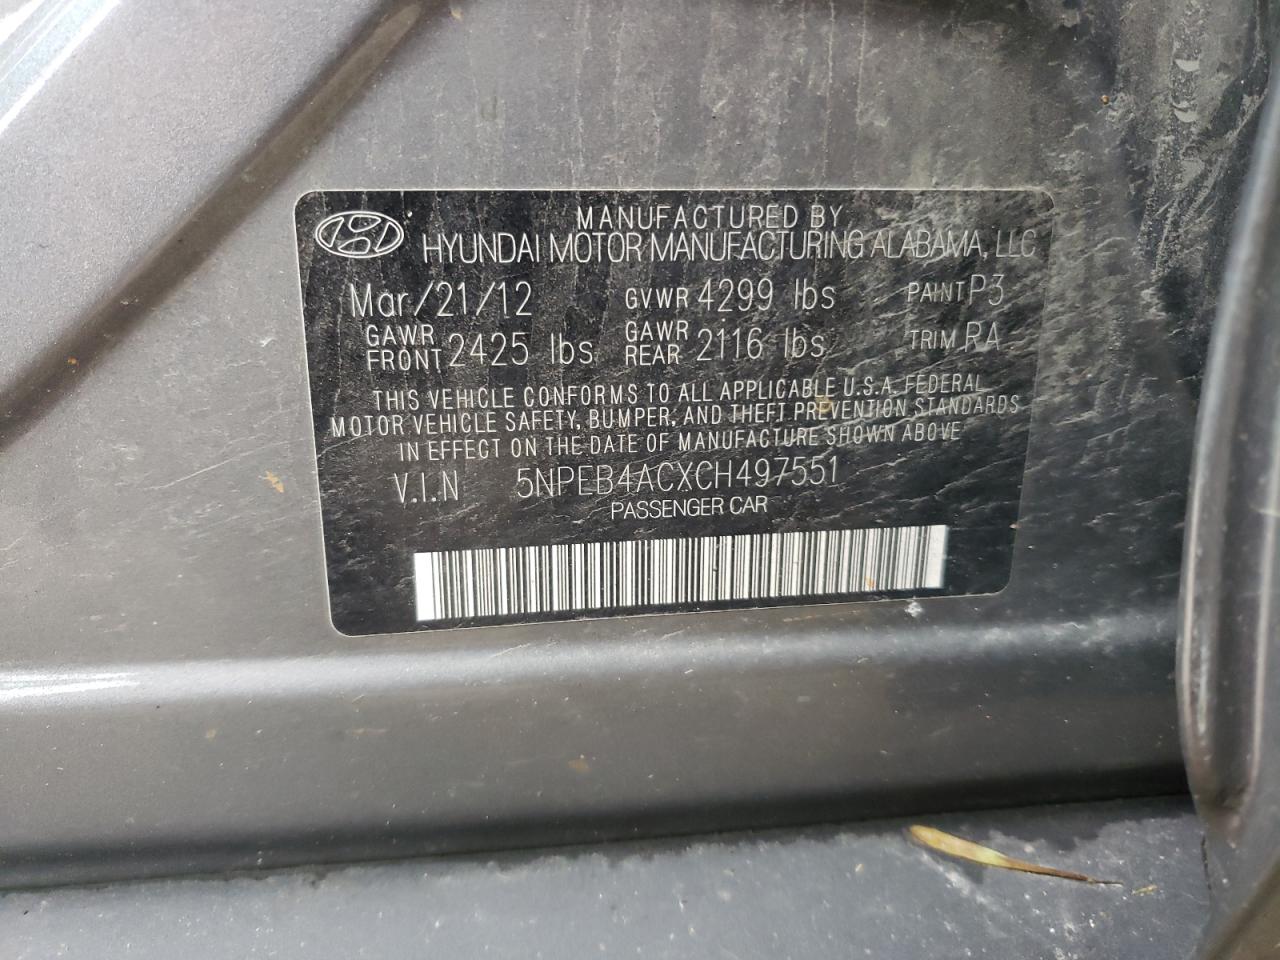 MANUFACTURED BY
HYUNDAI MOTOR MANUFACTURING ALABAMA, LLC
Mar/21/12 GVWR 4299 lbs PAINT P3
GAWR FRONT 2425 lbs GAWR REAR 2116 lbs TRIM RA
THIS VEHICLE CONFORMS TO ALL APPLICABLE U.S.A. FEDERAL
MOTOR VEHICLE SAFETY, BUMPER, AND THEFT PREVENTION STANDARDS
IN EFFECT ON THE DATE OF MANUFACTURE SHOWN ABOVE
V.I.N 5NPEB4ACXCH497551
PASSENGER CAR